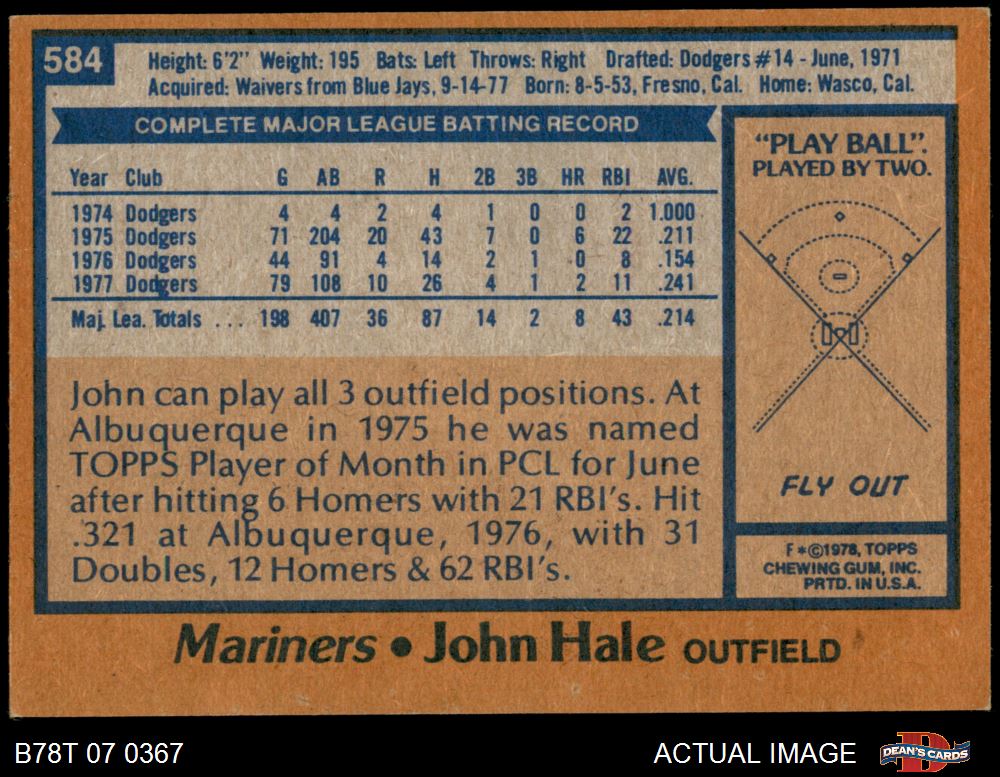 584
Height: 6'2" Weight: 195 Bats: Left Throws: Right Drafted: Dodgers #14 - June, 1971
Acquired: Waivers from Blue Jays, 9-14-77 Born: 8-5-53, Fresno, Cal. Home: Wasco, Cal.
COMPLETE MAJOR LEAGUE BATTING RECORD
Year Club G AB R H 2B 3B HR RBI AVG.
1974 Dodgers 4 4 2 4 1 0 0 2 1.000
1975 Dodgers 71 204 20 43 7 0 6 22 .211
1976 Dodgers 44 91 4 14 2 1 0 8 .154
1977 Dodgers 79 108 10 26 4 1 2 11 .241
Maj. Lea. Totals ... 198 407 36 87 14 2 8 43 .214
John can play all 3 outfield positions. At
Albuquerque in 1975 he was named
TOPPS Player of Month in PCL for June
after hitting 6 Homers with 21 RBI's. Hit
.321 at Albuquerque, 1976, with 31
Doubles, 12 Homers & 62 RBI's.
"PLAY BALL".
PLAYED BY TWO.
FLY OUT
F*©1978, TOPPS
CHEWING GUM, INC.
PRTD. IN U.S.A.
Mariners • John Hale OUTFIELD
B78T 07 0367
ACTUAL IMAGE
D
DEAN'S CARDS